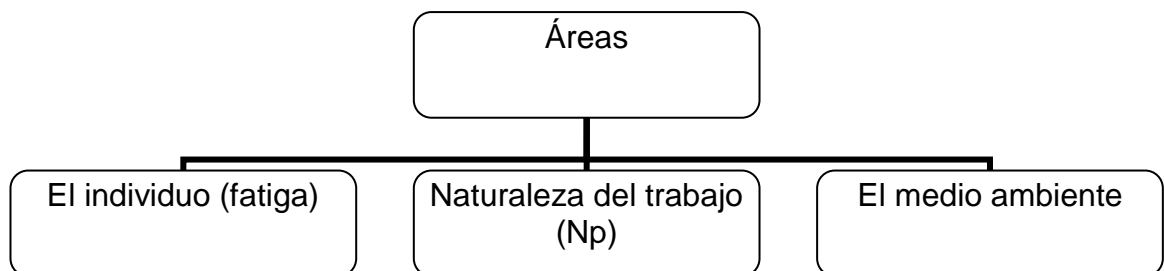 Áreas
El individuo (fatiga)
Naturaleza del trabajo
(Np)
El medio ambiente